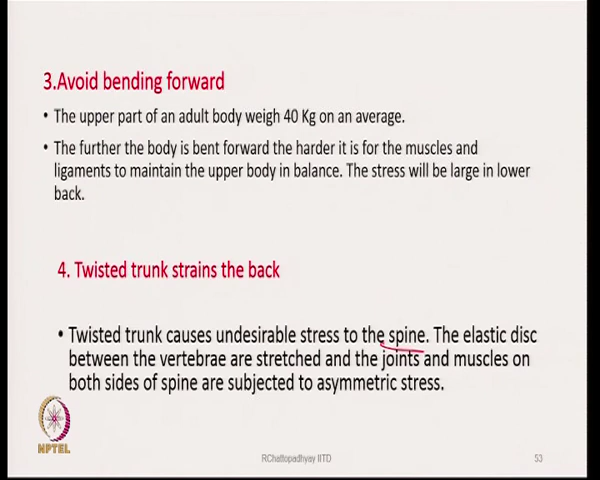 3.Avoid bending forward
• The upper part of an adult body weigh 40 Kg on an average.
• The further the body is bent forward the harder it is for the muscles and
ligaments to maintain the upper body in balance. The stress will be large in lower
back.
4. Twisted trunk strains the back
• Twisted trunk causes undesirable stress to the spine. The elastic disc
between the vertebrae are stretched and the joints and muscles on
both sides of spine are subjected to asymmetric stress.
NPTEL
RChattopadhyay IITD
53